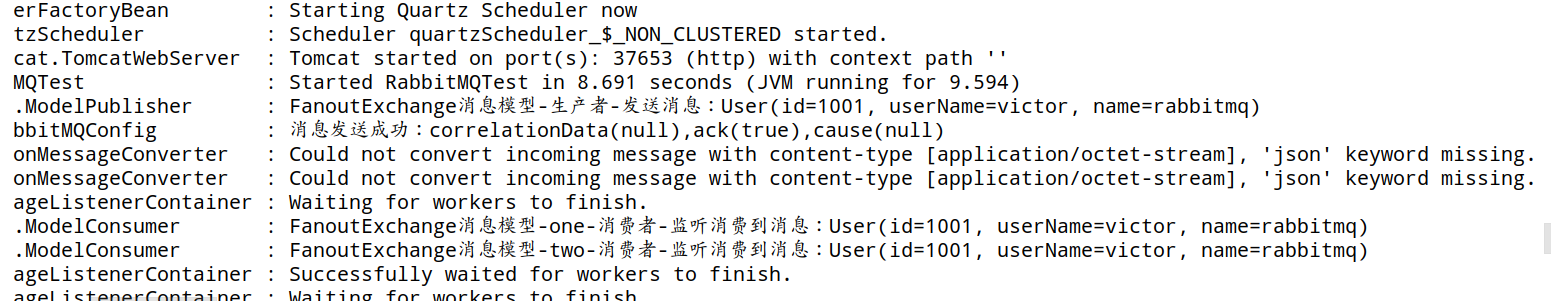 erFactoryBean : Starting Quartz Scheduler now
tzScheduler : Scheduler quartzScheduler_$_NON_CLUSTERED started.
cat.TomcatWebServer : Tomcat started on port(s): 37653 (http) with context path ''
MQTest : Started RabbitMQTest in 8.691 seconds (JVM running for 9.594)
.ModelPublisher : FanoutExchange消息模型-生产者-发送消息：User(id=1001, userName=victor, name=rabbitmq)
bbitMQConfig : 消息发送成功：correlationData(null),ack(true),cause(null)
onMessageConverter : Could not convert incoming message with content-type [application/octet-stream], 'json' keyword missing.
onMessageConverter : Could not convert incoming message with content-type [application/octet-stream], 'json' keyword missing.
ageListenerContainer : Waiting for workers to finish.
.ModelConsumer : FanoutExchange消息模型-one-消费者-监听消费到消息：User(id=1001, userName=victor, name=rabbitmq)
.ModelConsumer : FanoutExchange消息模型-two-消费者-监听消费到消息：User(id=1001, userName=victor, name=rabbitmq)
ageListenerContainer : Successfully waited for workers to finish.
ageListenerContainer : Waiting for workers to finish